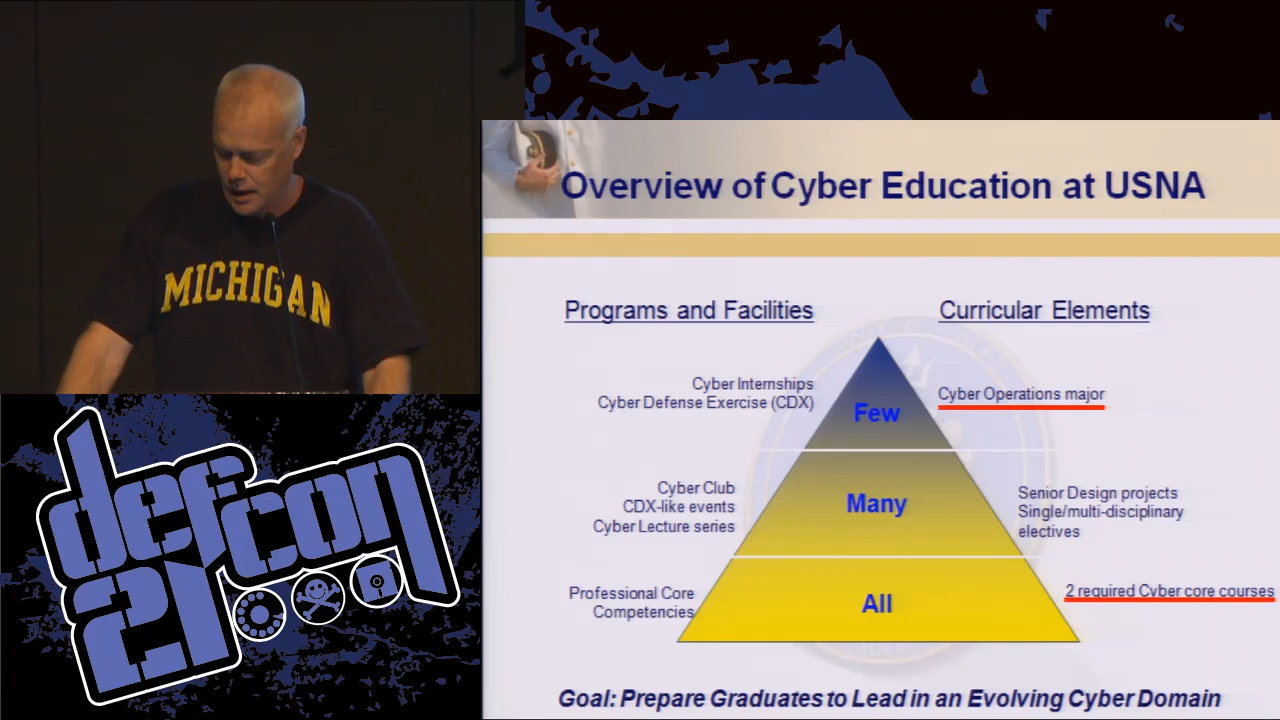 MICHIGAN
defcon
21
Overview of Cyber Education at USNA
Programs and Facilities
Curricular Elements
Cyber Internships
Cyber Defense Exercise (CDX)
Few
Cyber Operations major
Cyber Club
CDX-like events
Cyber Lecture series
Many
Senior Design projects
Single/multi-disciplinary
electives
Professional Core
Competencies
All
2 required Cyber core courses
Goal: Prepare Graduates to Lead in an Evolving Cyber Domain